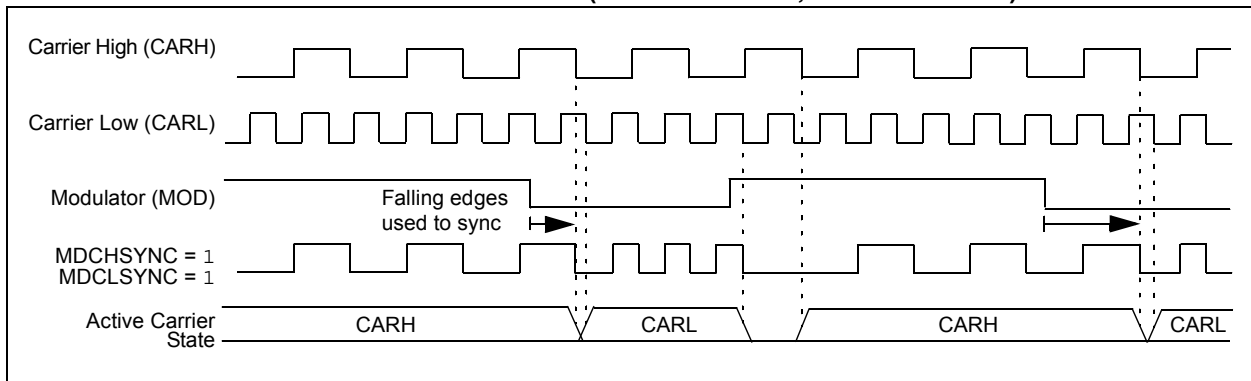 Carrier High (CARH)
Carrier Low (CARL)
Modulator (MOD)
Falling edges
used to sync
MDCHSYNC = 1
MDCLSYNC = 1
Active Carrier
State
CARH
CARL
CARH
CARL